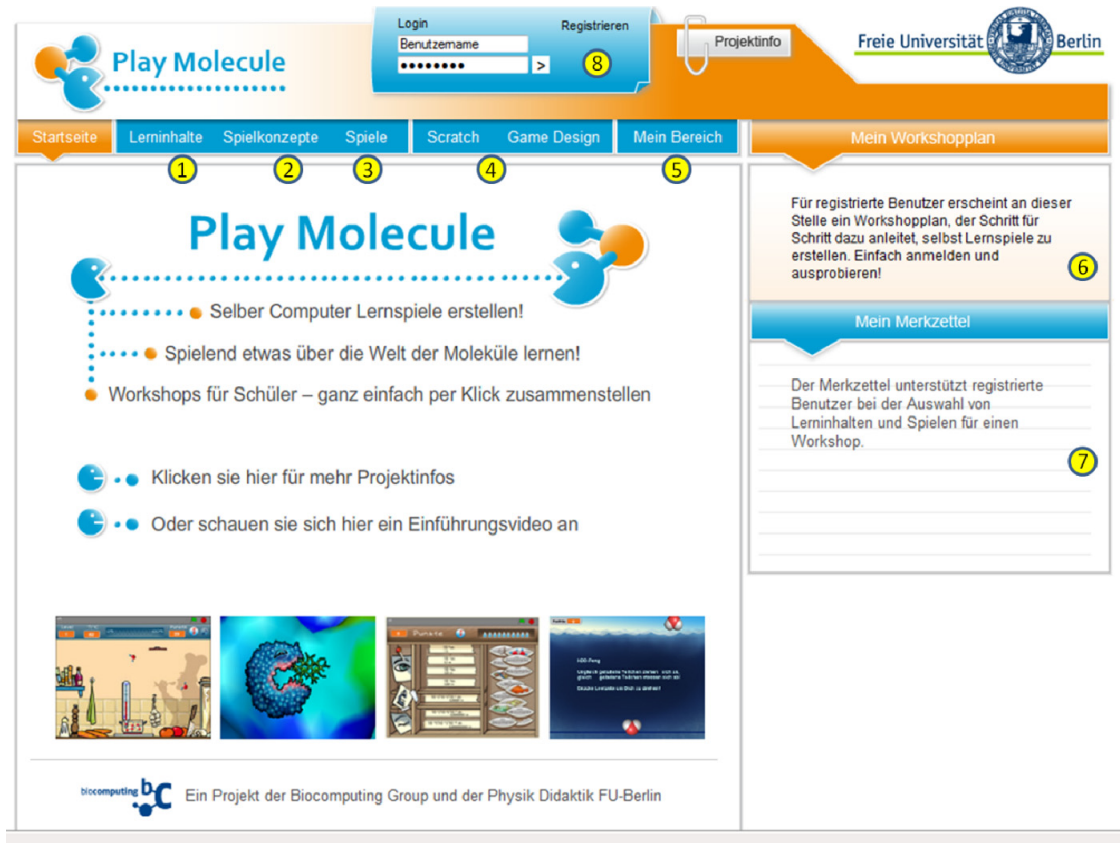 Login
Registrieren
Benutzername
>
8
Projektinfo
Freie Universität Berlin
Play Molecule
Startseite Lerninhalte Spielkonzepte Spiele Scratch Game Design Mein Bereich
1 2 3 4 5
Mein Workshopplan
Für registrierte Benutzer erscheint an dieser
Stelle ein Workshopplan, der Schritt für
Schritt dazu anleitet, selbst Lernspiele zu
erstellen. Einfach anmelden und
ausprobieren!
6
Mein Merkzettel
Der Merkzettel unterstützt registrierte
Benutzer bei der Auswahl von
Lerninhalten und Spielen für einen
Workshop.
7
Play Molecule
Selber Computer Lernspiele erstellen!
Spielend etwas über die Welt der Moleküle lernen!
Workshops für Schüler – ganz einfach per Klick zusammenstellen
Klicken sie hier für mehr Projektinfos
Oder schauen sie sich hier ein Einführungsvideo an
Punkte
biocomputing bC
Ein Projekt der Biocomputing Group und der Physik Didaktik FU-Berlin